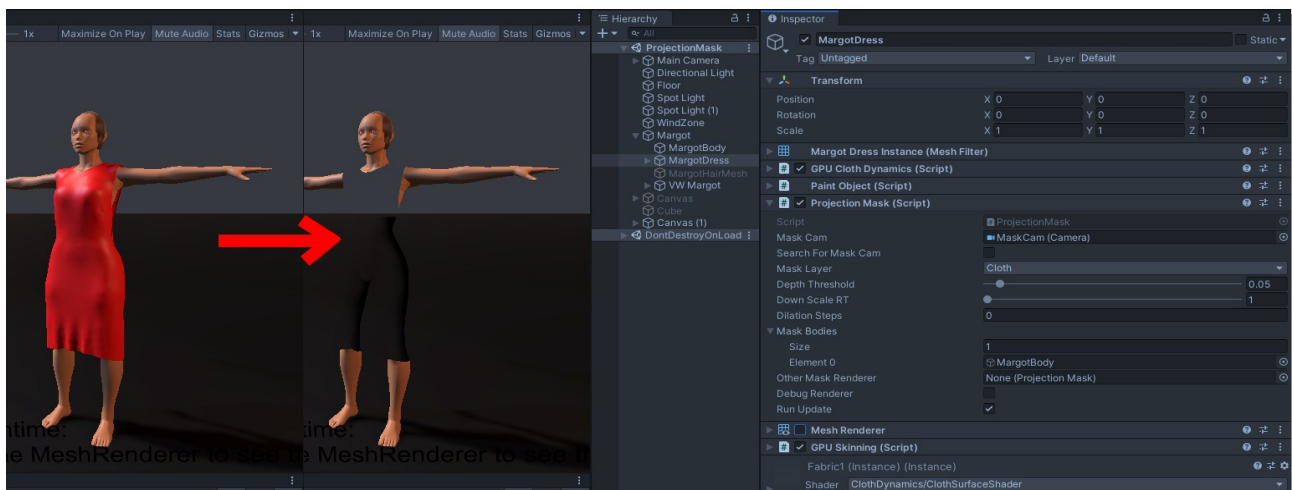 1x Maximize On Play Mute Audio Stats Gizmos
1x Maximize On Play Mute Audio Stats Gizmos
ntime:
e MeshRenderer to see t
time:
e MeshRenderer to see th
Hierarchy
All
ProjectionMask
Main Camera
Directional Light
Floor
Spot Light
Spot Light (1)
WindZone
Margot
MargotBody
MargotDress
MargotHairMesh
VW Margot
Canvas
Cube
Canvas (1)
DontDestroyOnLoad
Inspector
MargotDress
Static
Tag Untagged Layer Default
Transform
Position X 0 Y 0 Z 0
Rotation X 0 Y 0 Z 0
Scale X 1 Y 1 Z 1
Margot Dress Instance (Mesh Filter)
GPU Cloth Dynamics (Script)
Paint Object (Script)
Projection Mask (Script)
Script ProjectionMask
Mask Cam MaskCam (Camera)
Search For Mask Cam
Mask Layer Cloth
Depth Threshold 0.05
Down Scale RT 1
Dilation Steps 0
Mask Bodies
Size 1
Element 0 MargotBody
Other Mask Renderer None (Projection Mask)
Debug Renderer
Run Update
Mesh Renderer
GPU Skinning (Script)
Fabric1 (Instance) (Instance)
Shader ClothDynamics/ClothSurfaceShader